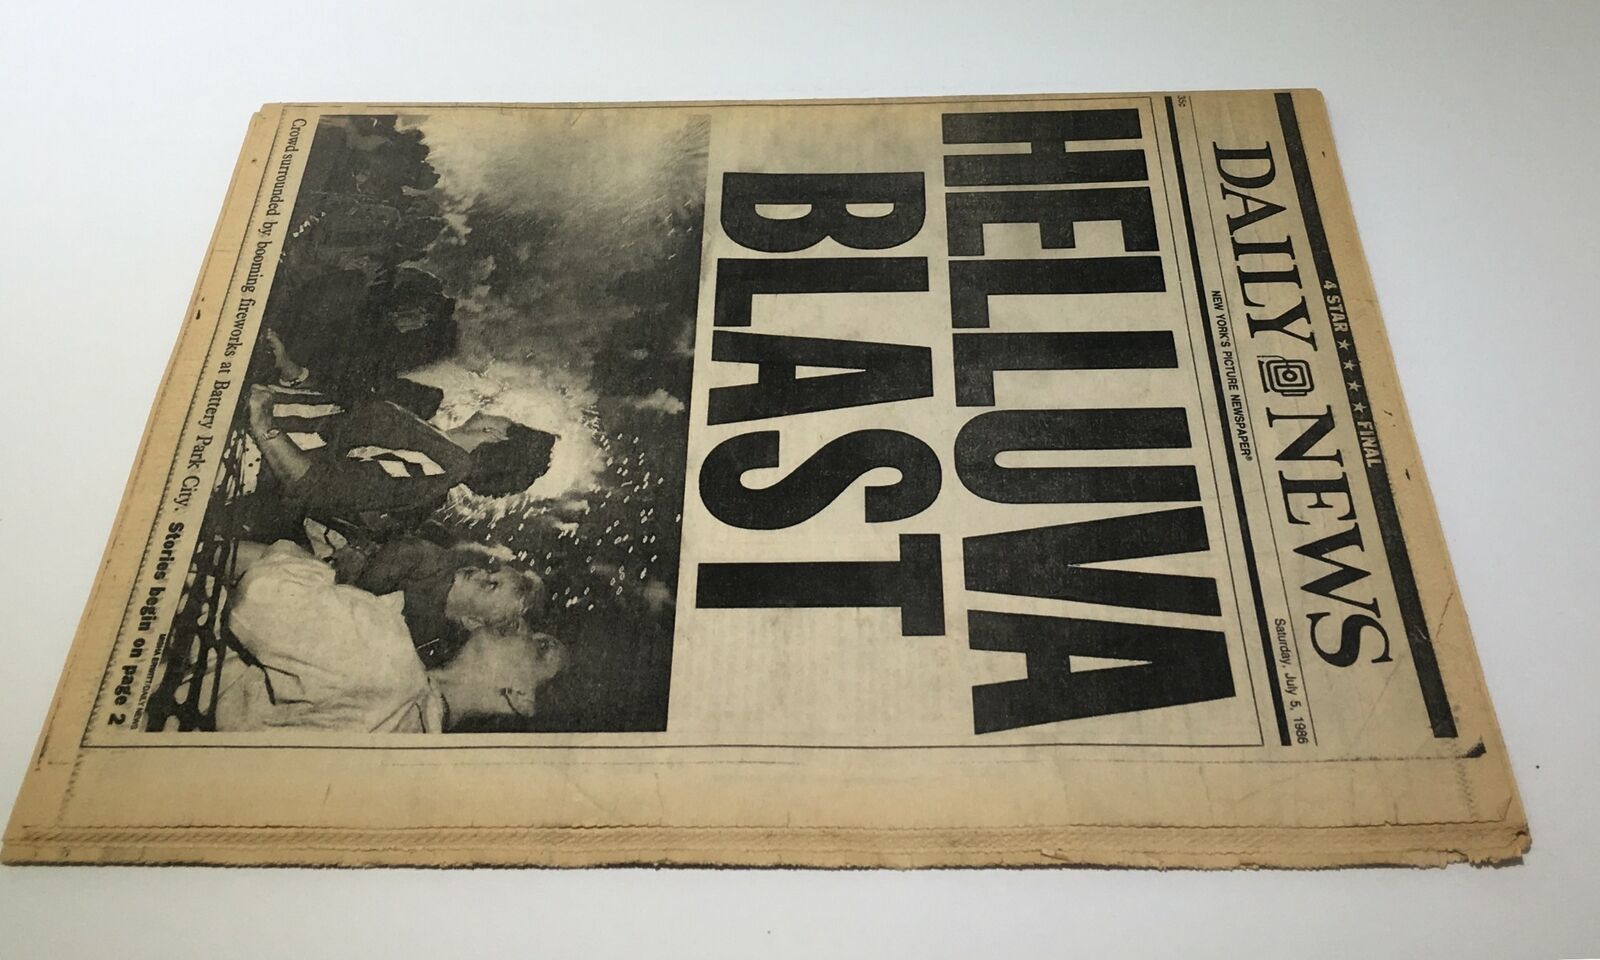 4 STAR ★ ★ ★ ★ FINAL
DAILY NEWS
35¢
NEW YORK'S PICTURE NEWSPAPER®
Saturday, July 5, 1986
HELLUVA
BLAST
Crowd surrounded by booming fireworks at Battery Park City. Stories begin on page 2